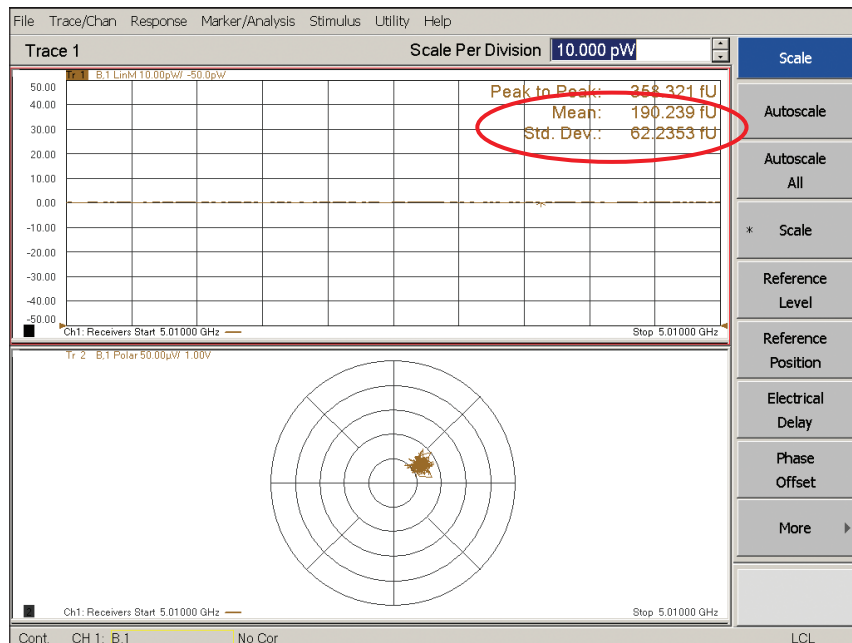 File Trace/Chan Response Marker/Analysis Stimulus Utility Help
Trace 1
Scale Per Division 10.000 pW
Tr 1 B,1 LinM 10.00pW/ -50.0pW
50.00
40.00
30.00
20.00
10.00
0.00
-10.00
-20.00
-30.00
-40.00
-50.00
Peak to Peak: 358.321 fU
Mean: 190.239 fU
Std. Dev.: 62.2353 fU
Ch1: Receivers Start 5.01000 GHz
Stop 5.01000 GHz
Tr 2 B,1 Polar 50.00µW/ 1.00V
2
Ch1: Receivers Start 5.01000 GHz
Stop 5.01000 GHz
Scale
Autoscale
Autoscale
All
* Scale
Reference
Level
Reference
Position
Electrical
Delay
Phase
Offset
More
Cont. CH 1: B,1 No Cor LCL